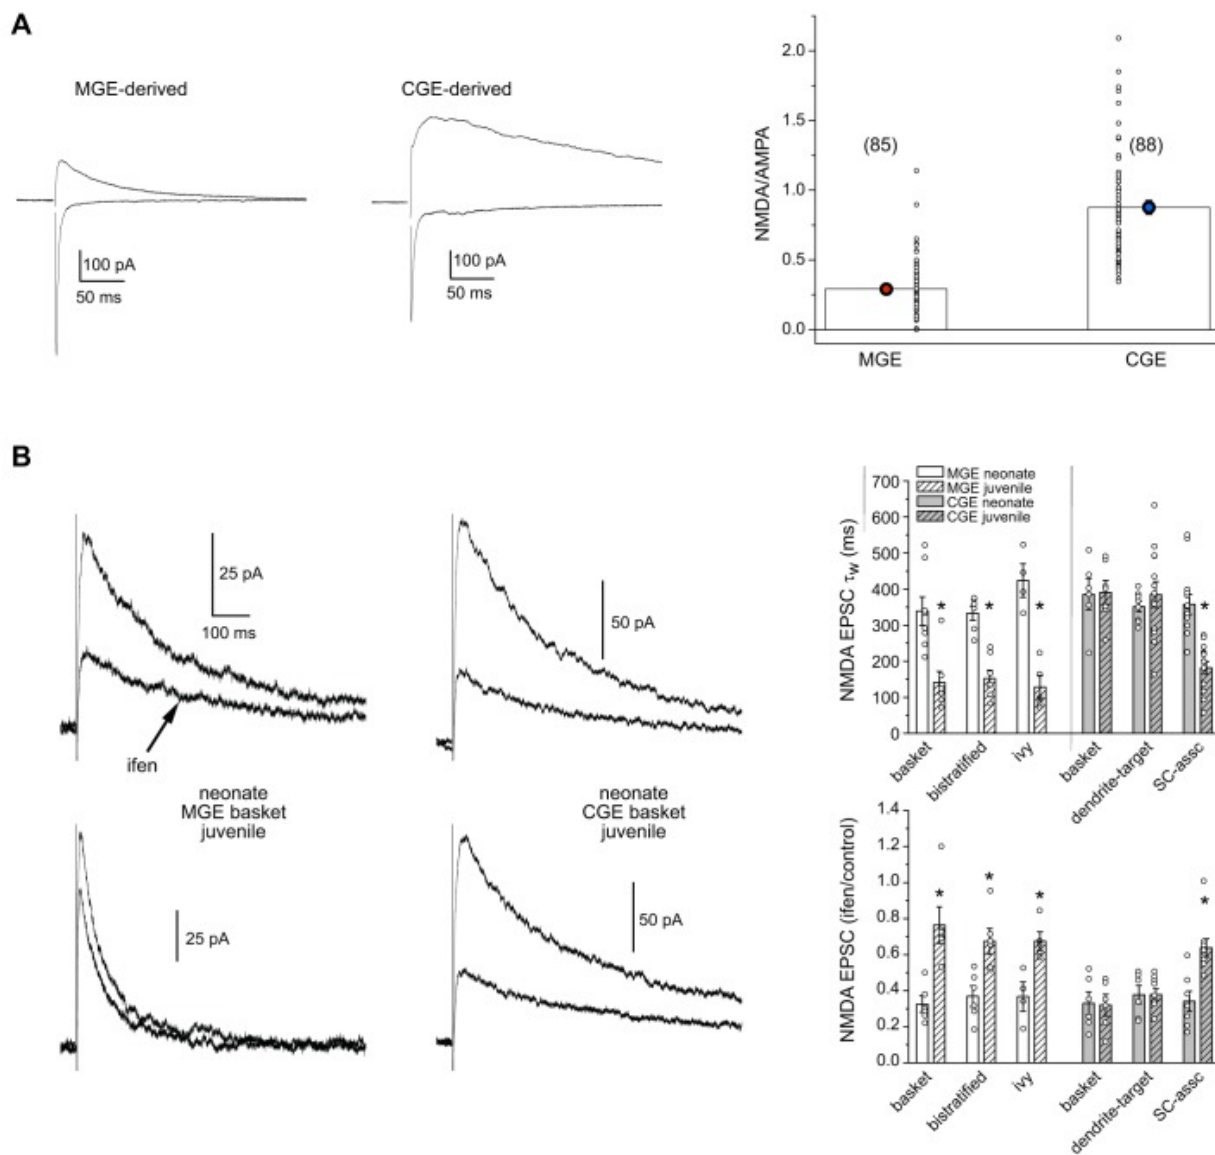 A
MGE-derived
CGE-derived
100 pA
50 ms
100 pA
50 ms
NMDA/AMPA
2.0
1.5
1.0
0.5
0.0
(85)
(88)
MGE
CGE
B
25 pA
100 ms
ifen
50 pA
neonate
MGE basket
juvenile
neonate
CGE basket
juvenile
25 pA
50 pA
MGE neonate
MGE juvenile
CGE neonate
CGE juvenile
NMDA EPSC τw (ms)
700
600
500
400
300
200
100
0
* * * *
basket
bistratified
ivy
basket
dendrite-target
SC-assc
NMDA EPSC (ifen/control)
1.4
1.2
1.0
0.8
0.6
0.4
0.2
0.0
* * * *
basket
bistratified
ivy
basket
dendrite-target
SC-assc